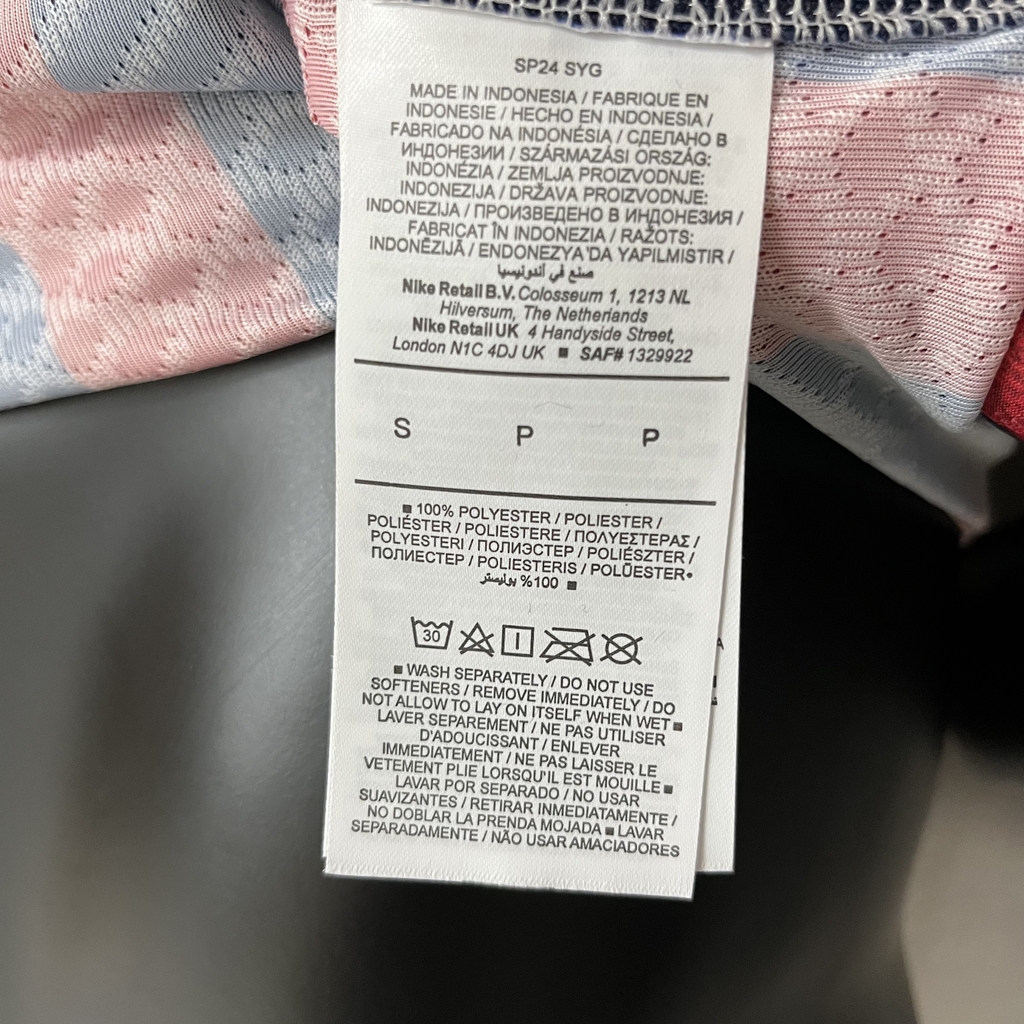 SP24 SYG
MADE IN INDONESIA / FABRIQUE EN
INDONESIE / HECHO EN INDONESIA /
FABRICADO NA INDONÉSIA / СДЕЛАНО В
ИНДОНЕЗИИ / SZÁRMAZÁSI ORSZÁG:
INDONÉZIA / ZEMLJA PROIZVODNJE:
INDONEZIJA / DRŽAVA PROIZVODNJE:
INDONEZIJA / ПРОИЗВЕДЕНО В ИНДОНЕЗИЯ /
FABRICAT ÎN INDONEZIA / RAŽOTS:
INDONĒZIJĀ / ENDONEZYA'DA YAPILMISTIR /
صنع في أندونيسيا
Nike Retail B.V. Colosseum 1, 1213 NL
Hilversum, The Netherlands
Nike Retail UK 4 Handyside Street,
London N1C 4DJ UK ■ SAF# 1329922
S P P
■ 100% POLYESTER / POLIESTER /
POLIÉSTER / POLIESTERE / ΠΟΛΥΕΣΤΕΡΑΣ /
POLYESTERI / ПОЛИЭСТЕР / POLIÉSZTER /
ПОЛИЕСТЕР / POLIESTERIS / POLÜESTER•
100% بوليستر ■
30
■ WASH SEPARATELY / DO NOT USE
SOFTENERS / REMOVE IMMEDIATELY / DO
NOT ALLOW TO LAY ON ITSELF WHEN WET ■
LAVER SEPAREMENT / NE PAS UTILISER
D'ADOUCISSANT / ENLEVER
IMMEDIATEMENT / NE PAS LAISSER LE
VETEMENT PLIE LORSQU'IL EST MOUILLE ■
LAVAR POR SEPARADO / NO USAR
SUAVIZANTES / RETIRAR INMEDIATAMENTE /
NO DOBLAR LA PRENDA MOJADA ■ LAVAR
SEPARADAMENTE / NÃO USAR AMACIADORES